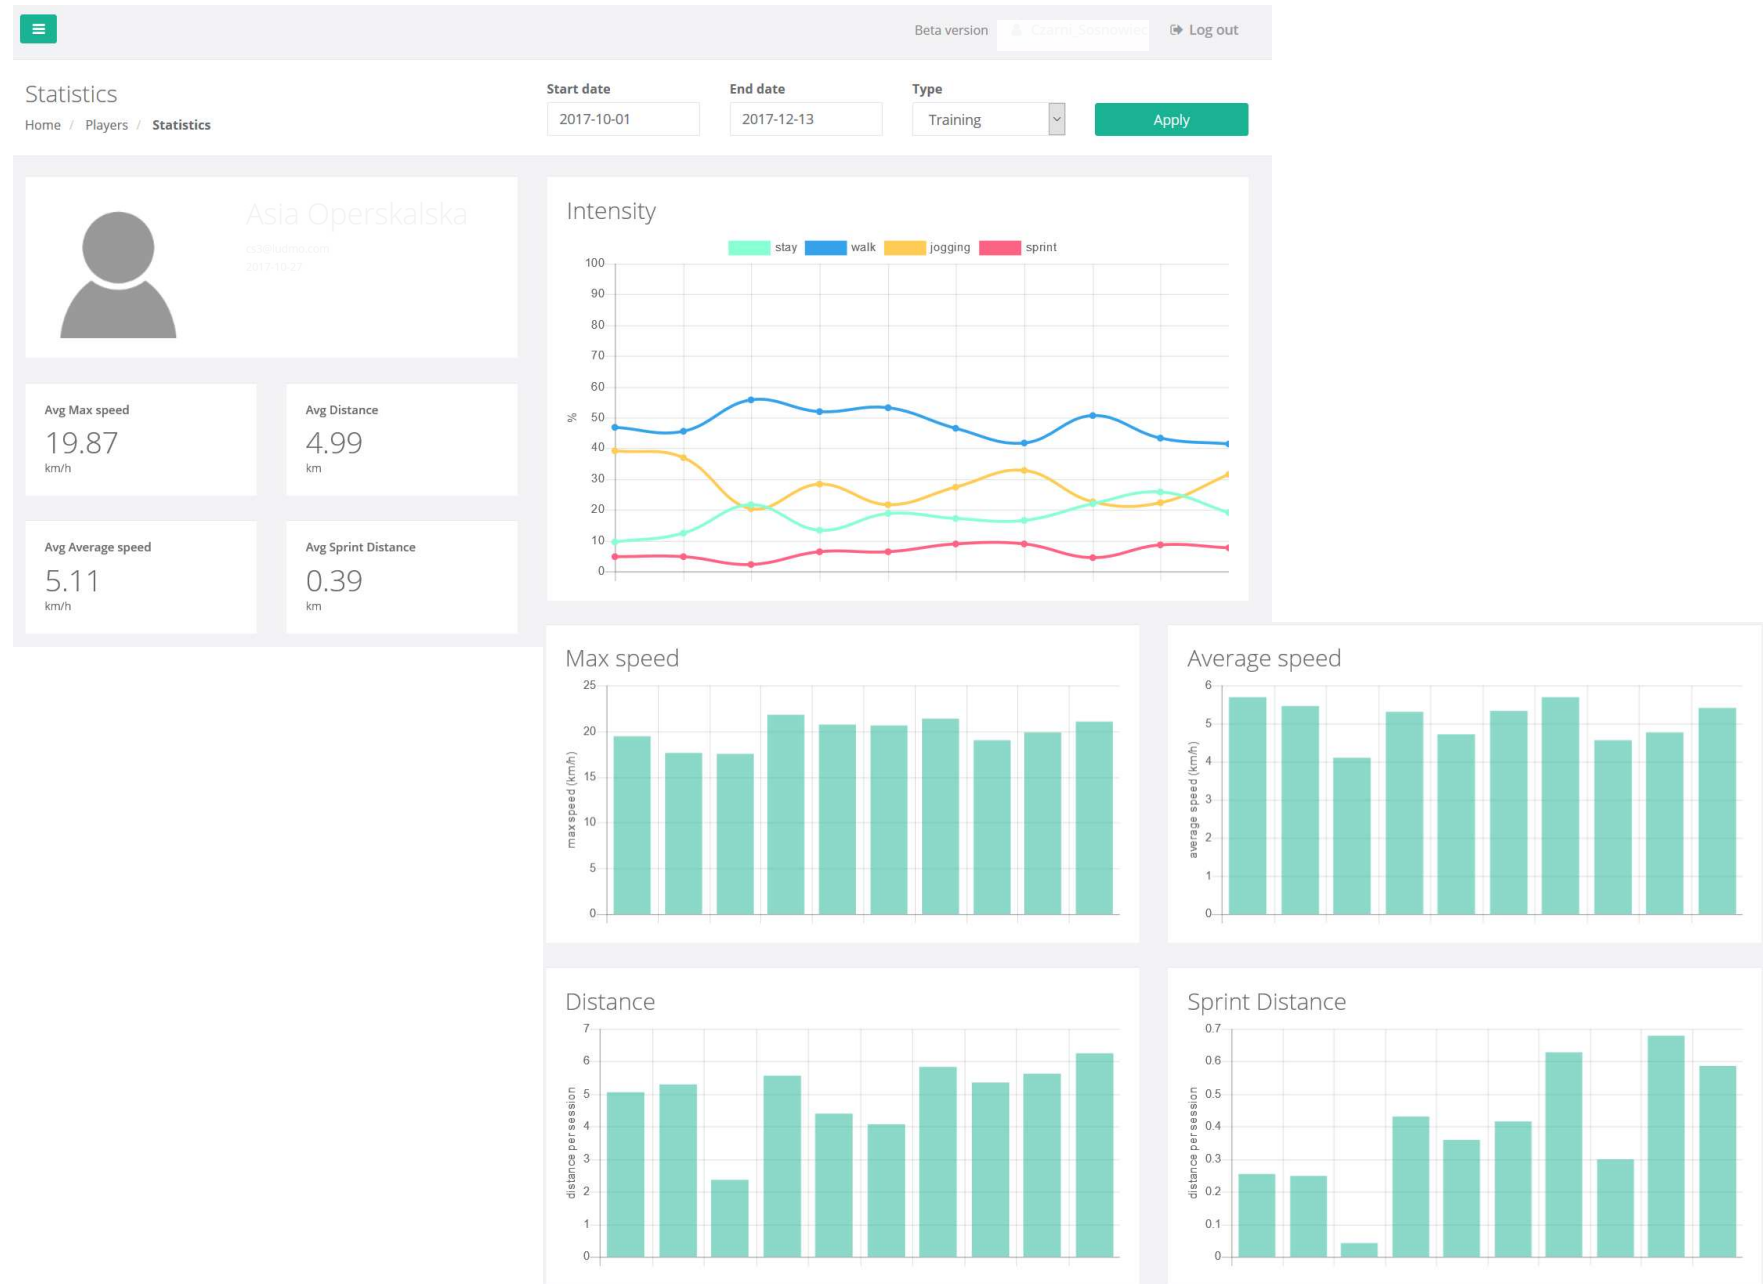 Beta version
Log out
Statistics
Home / Players / Statistics
Start date
2017-10-01
End date
2017-12-13
Type
Training
Apply
Asia Operskalska
2017-10-27
Avg Max speed
19.87
km/h
Avg Distance
4.99
km
Avg Average speed
5.11
km/h
Avg Sprint Distance
0.39
km
Intensity
stay walk jogging sprint
100
90
80
70
60
50
40
30
20
10
0
%
Max speed
25
20
15
10
5
0
max speed (km/h)
Average speed
6
5
4
3
2
1
0
average speed (km/h)
Distance
7
6
5
4
3
2
1
0
distance per session
Sprint Distance
0.7
0.6
0.5
0.4
0.3
0.2
0.1
0
distance per session